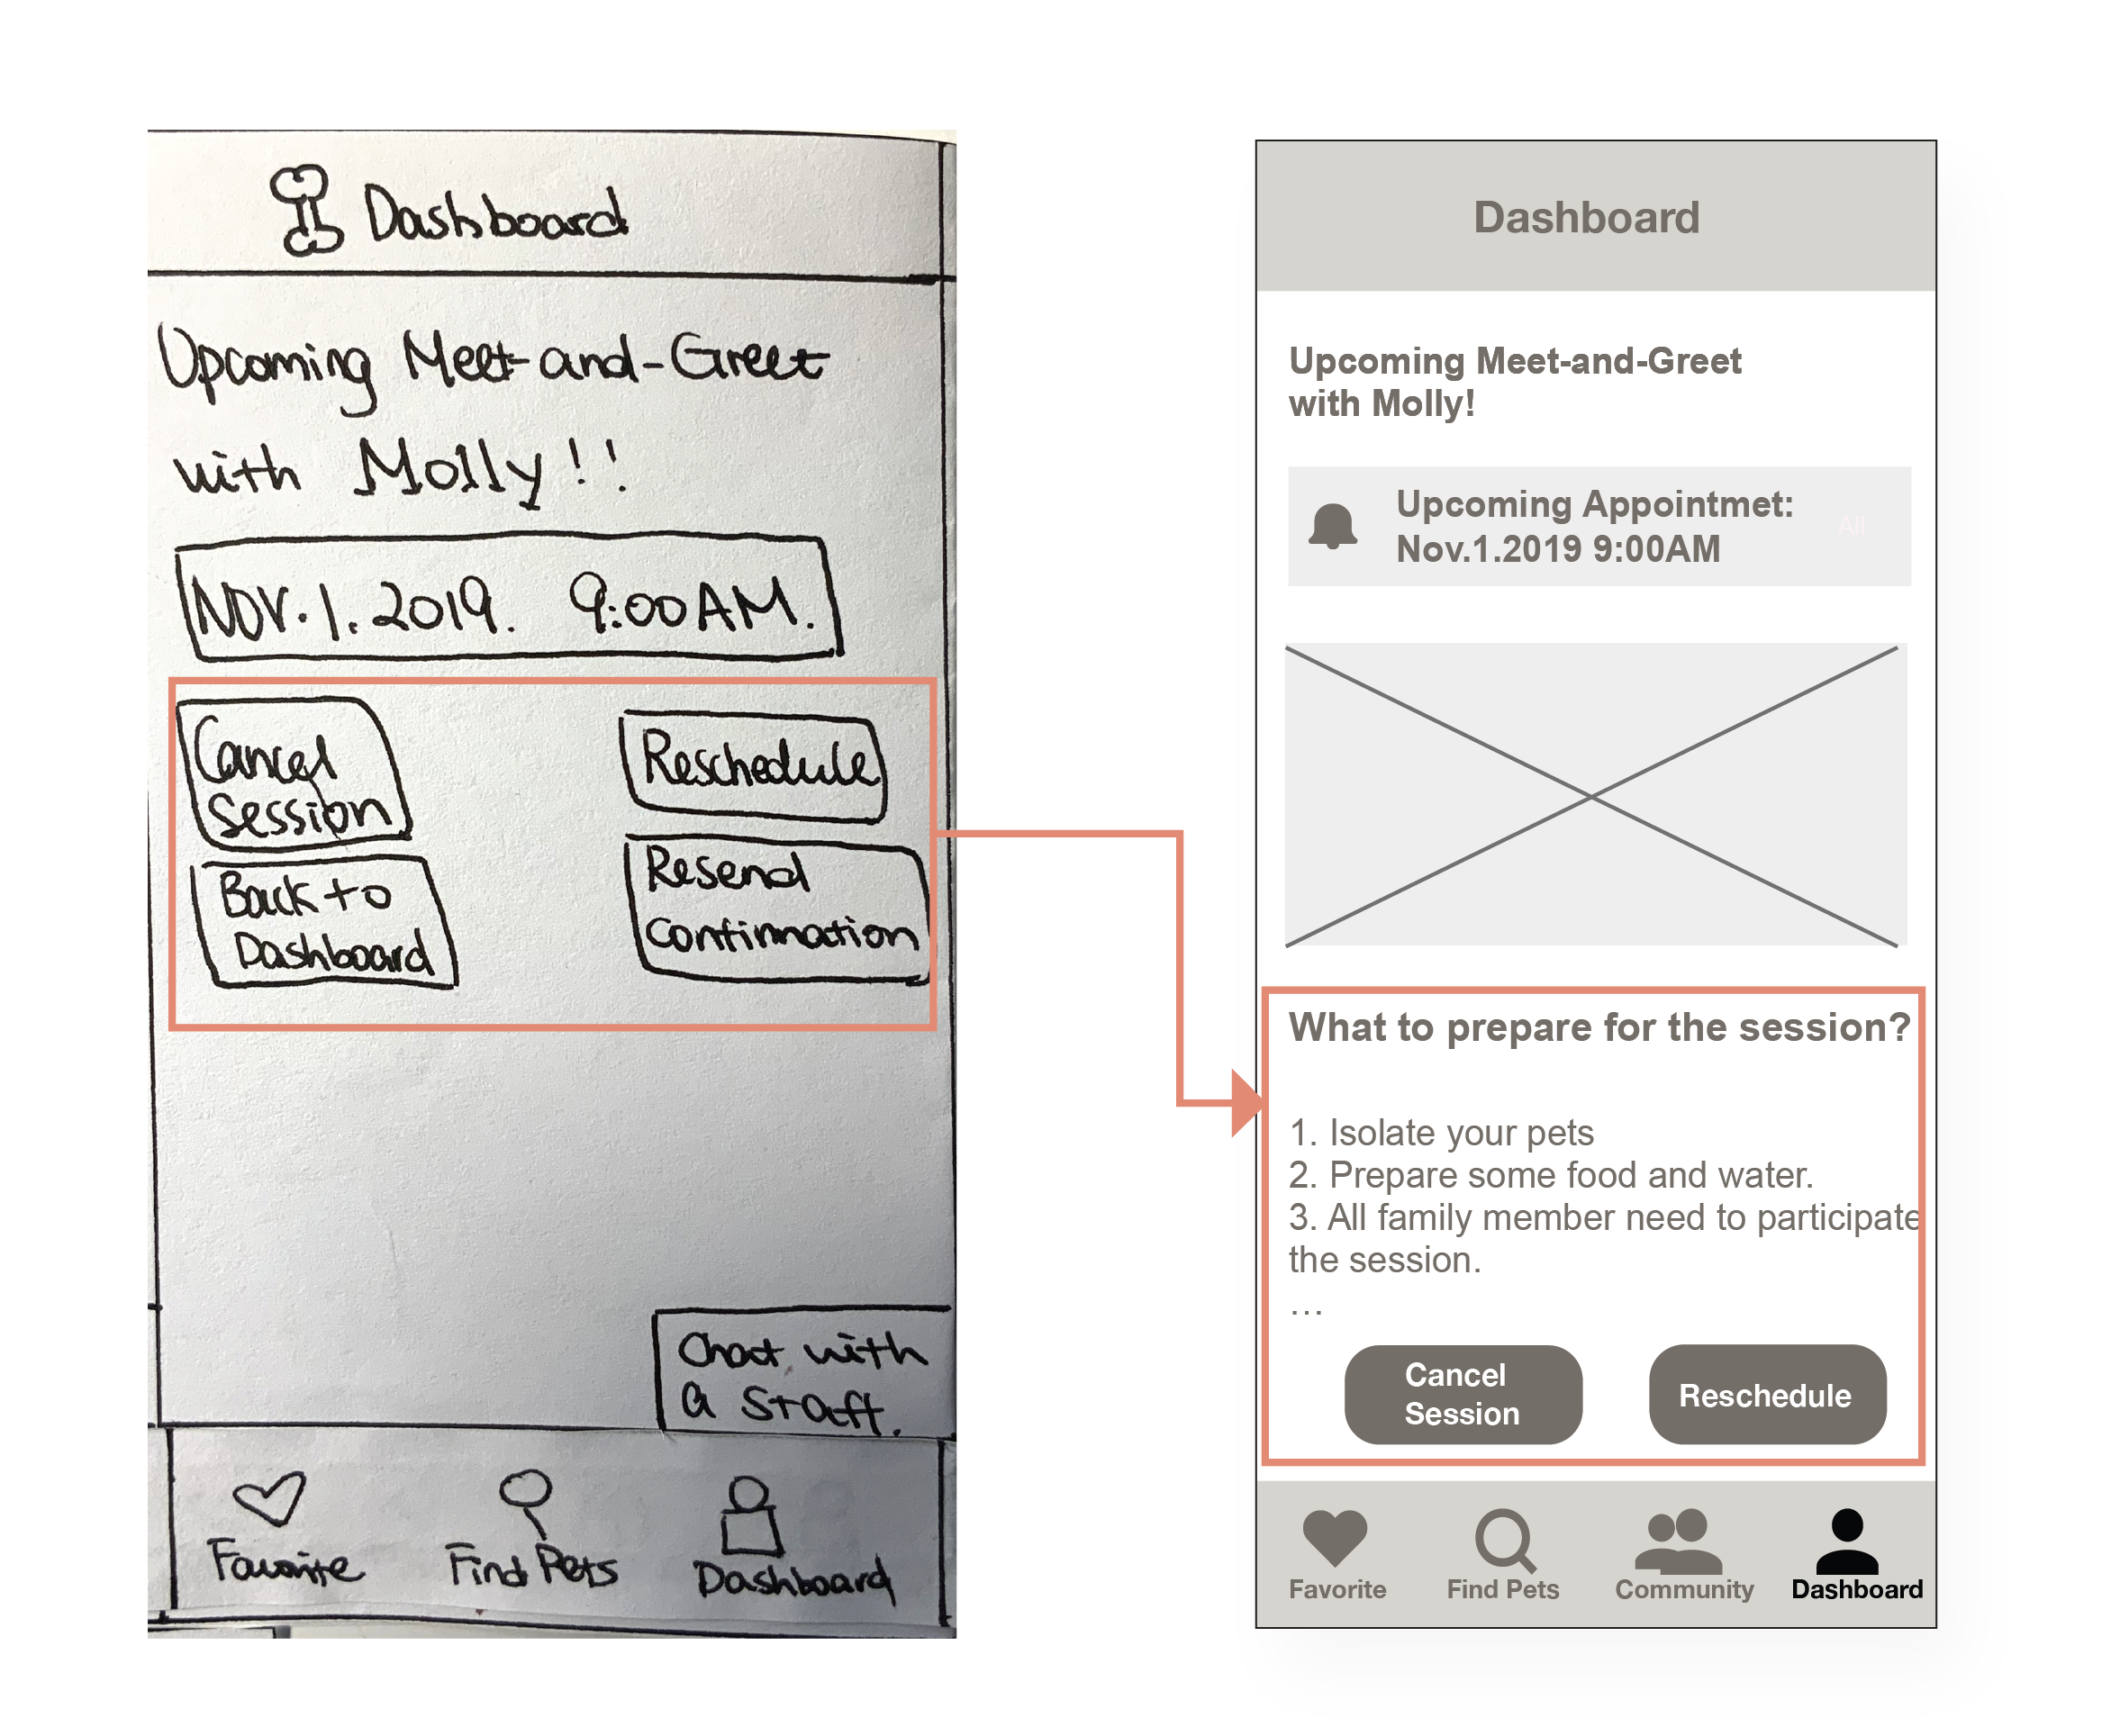 Dashboard
Upcoming Meet-and-Greet
with Molly!!
NOV.1.2019. 9:00AM.
Cancel
Session
Reschedule
Back to
Dashboard
Resend
Confirmation
Chat with
a staff.
Favorite
Find Pets
Dashboard
Dashboard
Upcoming Meet-and-Greet
with Molly!
Upcoming Appointmet:
Nov.1.2019 9:00AM
All
What to prepare for the session?
1. Isolate your pets
2. Prepare some food and water.
3. All family member need to participate
the session.
...
Cancel
Session
Reschedule
Favorite
Find Pets
Community
Dashboard